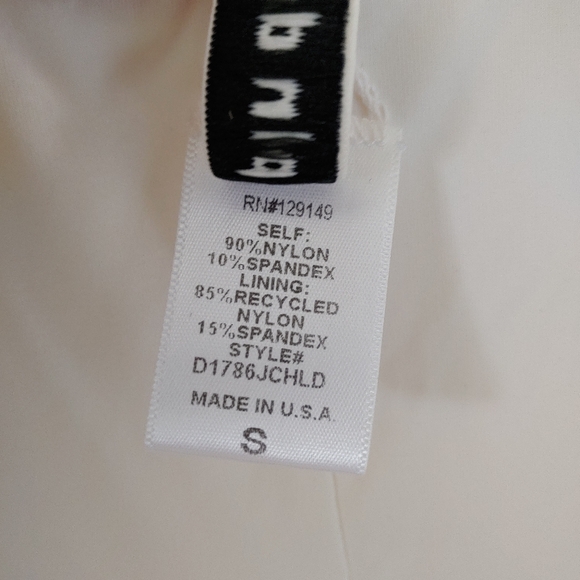 RN#129149
SELF:
90%NYLON
10%SPANDEX
LINING:
85%RECYCLED
NYLON
15%SPANDEX
STYLE#
D1786JCHLD
MADE IN U.S.A.
S